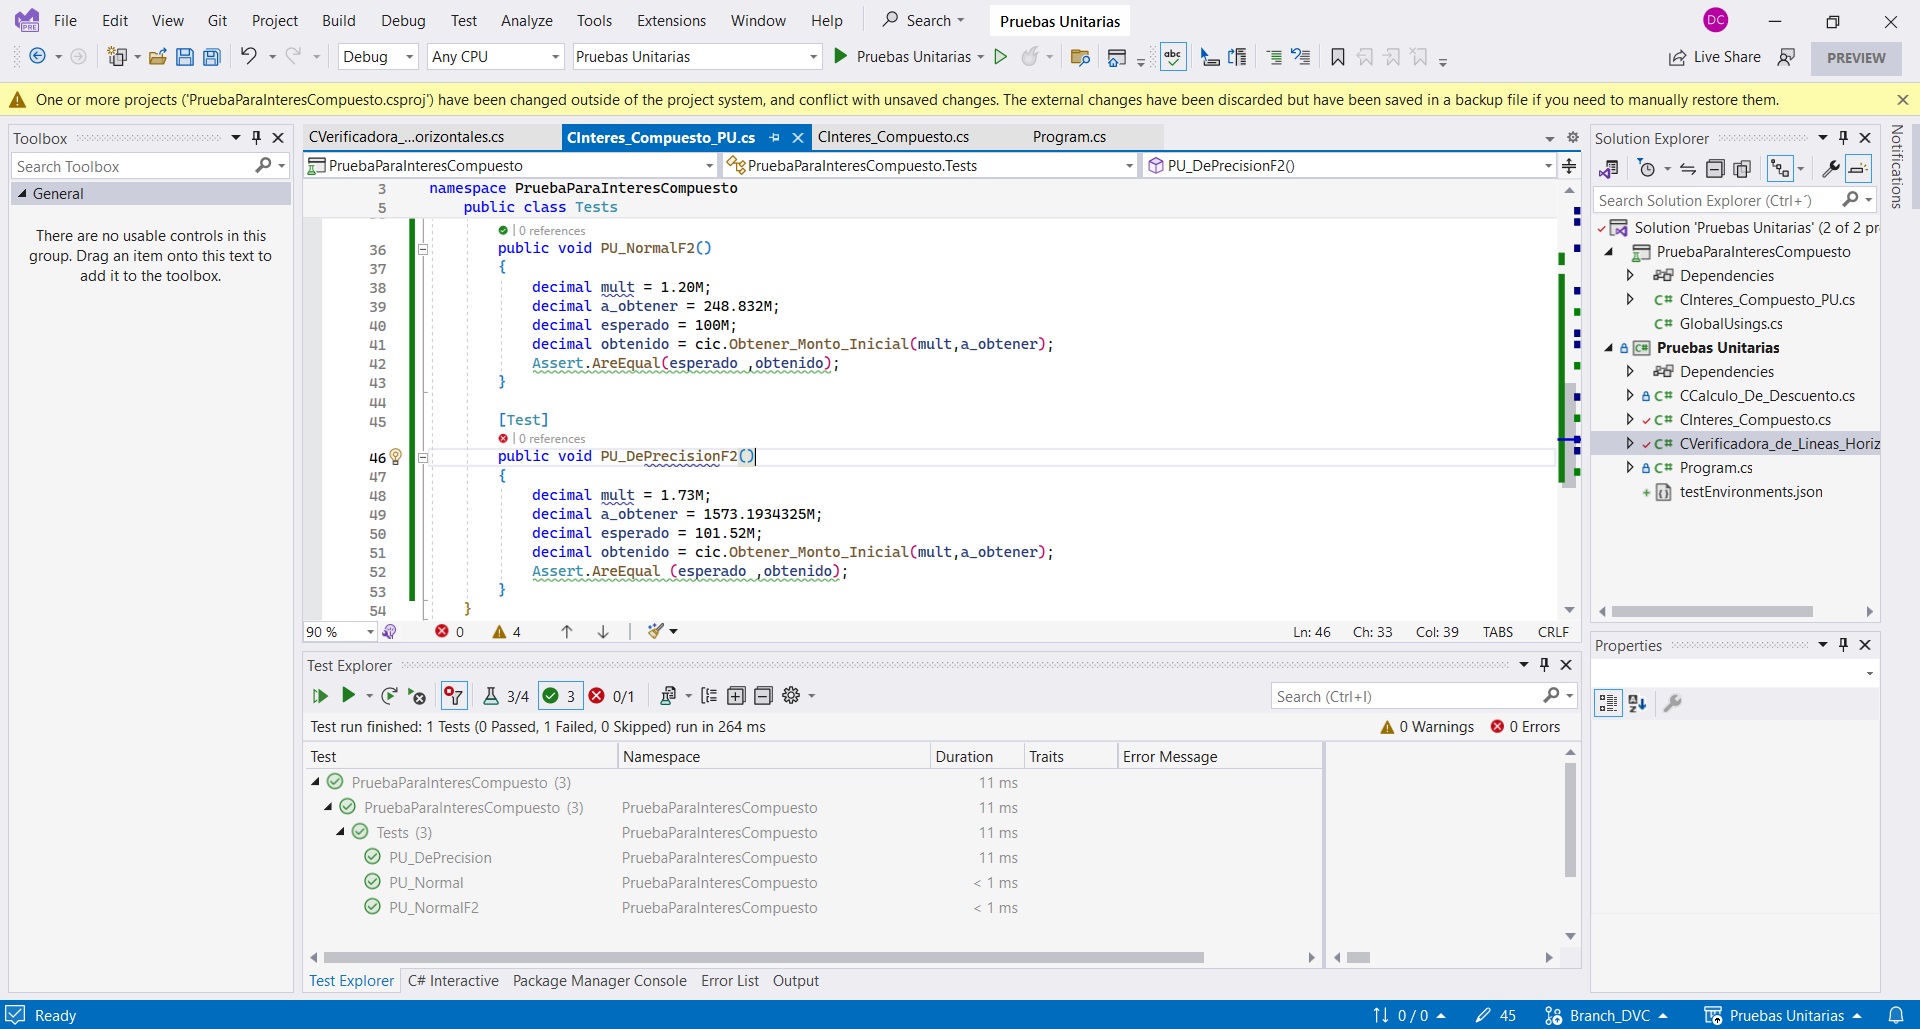 File Edit View Git Project Build Debug Test Analyze Tools Extensions Window Help Search Pruebas Unitarias DC
Debug Any CPU Pruebas Unitarias Pruebas Unitarias Live Share PREVIEW
One or more projects ('PruebaParaInteresCompuesto.csproj') have been changed outside of the project system, and conflict with unsaved changes. The external changes have been discarded but have been saved in a backup file if you need to manually restore them.
Toolbox
Search Toolbox
General
There are no usable controls in this
group. Drag an item onto this text to
add it to the toolbox.
CVerificadora_...orizontales.cs CInteres_Compuesto_PU.cs CInteres_Compuesto.cs Program.cs
PruebaParaInteresCompuesto PruebaParaInteresCompuesto.Tests PU_DePrecisionF2()
3 namespace PruebaParaInteresCompuesto
5 public class Tests
0 references
36 public void PU_NormalF2()
37 {
38 decimal mult = 1.20M;
39 decimal a_obtener = 248.832M;
40 decimal esperado = 100M;
41 decimal obtenido = cic.Obtener_Monto_Inicial(mult,a_obtener);
42 Assert.AreEqual(esperado ,obtenido);
43 }
44
45 [Test]
0 references
46 public void PU_DePrecisionF2()
47 {
48 decimal mult = 1.73M;
49 decimal a_obtener = 1573.1934325M;
50 decimal esperado = 101.52M;
51 decimal obtenido = cic.Obtener_Monto_Inicial(mult,a_obtener);
52 Assert.AreEqual (esperado ,obtenido);
53 }
54 }
90 % 0 4 Ln: 46 Ch: 33 Col: 39 TABS CRLF
Test Explorer
3/4 3 0/1 Search (Ctrl+I)
Test run finished: 1 Tests (0 Passed, 1 Failed, 0 Skipped) run in 264 ms 0 Warnings 0 Errors
Test Namespace Duration Traits Error Message
PruebaParaInteresCompuesto (3) 11 ms
PruebaParaInteresCompuesto (3) PruebaParaInteresCompuesto 11 ms
Tests (3) PruebaParaInteresCompuesto 11 ms
PU_DePrecision PruebaParaInteresCompuesto 11 ms
PU_Normal PruebaParaInteresCompuesto < 1 ms
PU_NormalF2 PruebaParaInteresCompuesto < 1 ms
Test Explorer C# Interactive Package Manager Console Error List Output
Solution Explorer
Search Solution Explorer (Ctrl+´)
Solution 'Pruebas Unitarias' (2 of 2 pr
PruebaParaInteresCompuesto
Dependencies
C# CInteres_Compuesto_PU.cs
C# GlobalUsings.cs
C# Pruebas Unitarias
Dependencies
C# CCalculo_De_Descuento.cs
C# CInteres_Compuesto.cs
C# CVerificadora_de_Lineas_Horiz
C# Program.cs
testEnvironments.json
Properties
Notifications
Ready 0 / 0 45 Branch_DVC Pruebas Unitarias